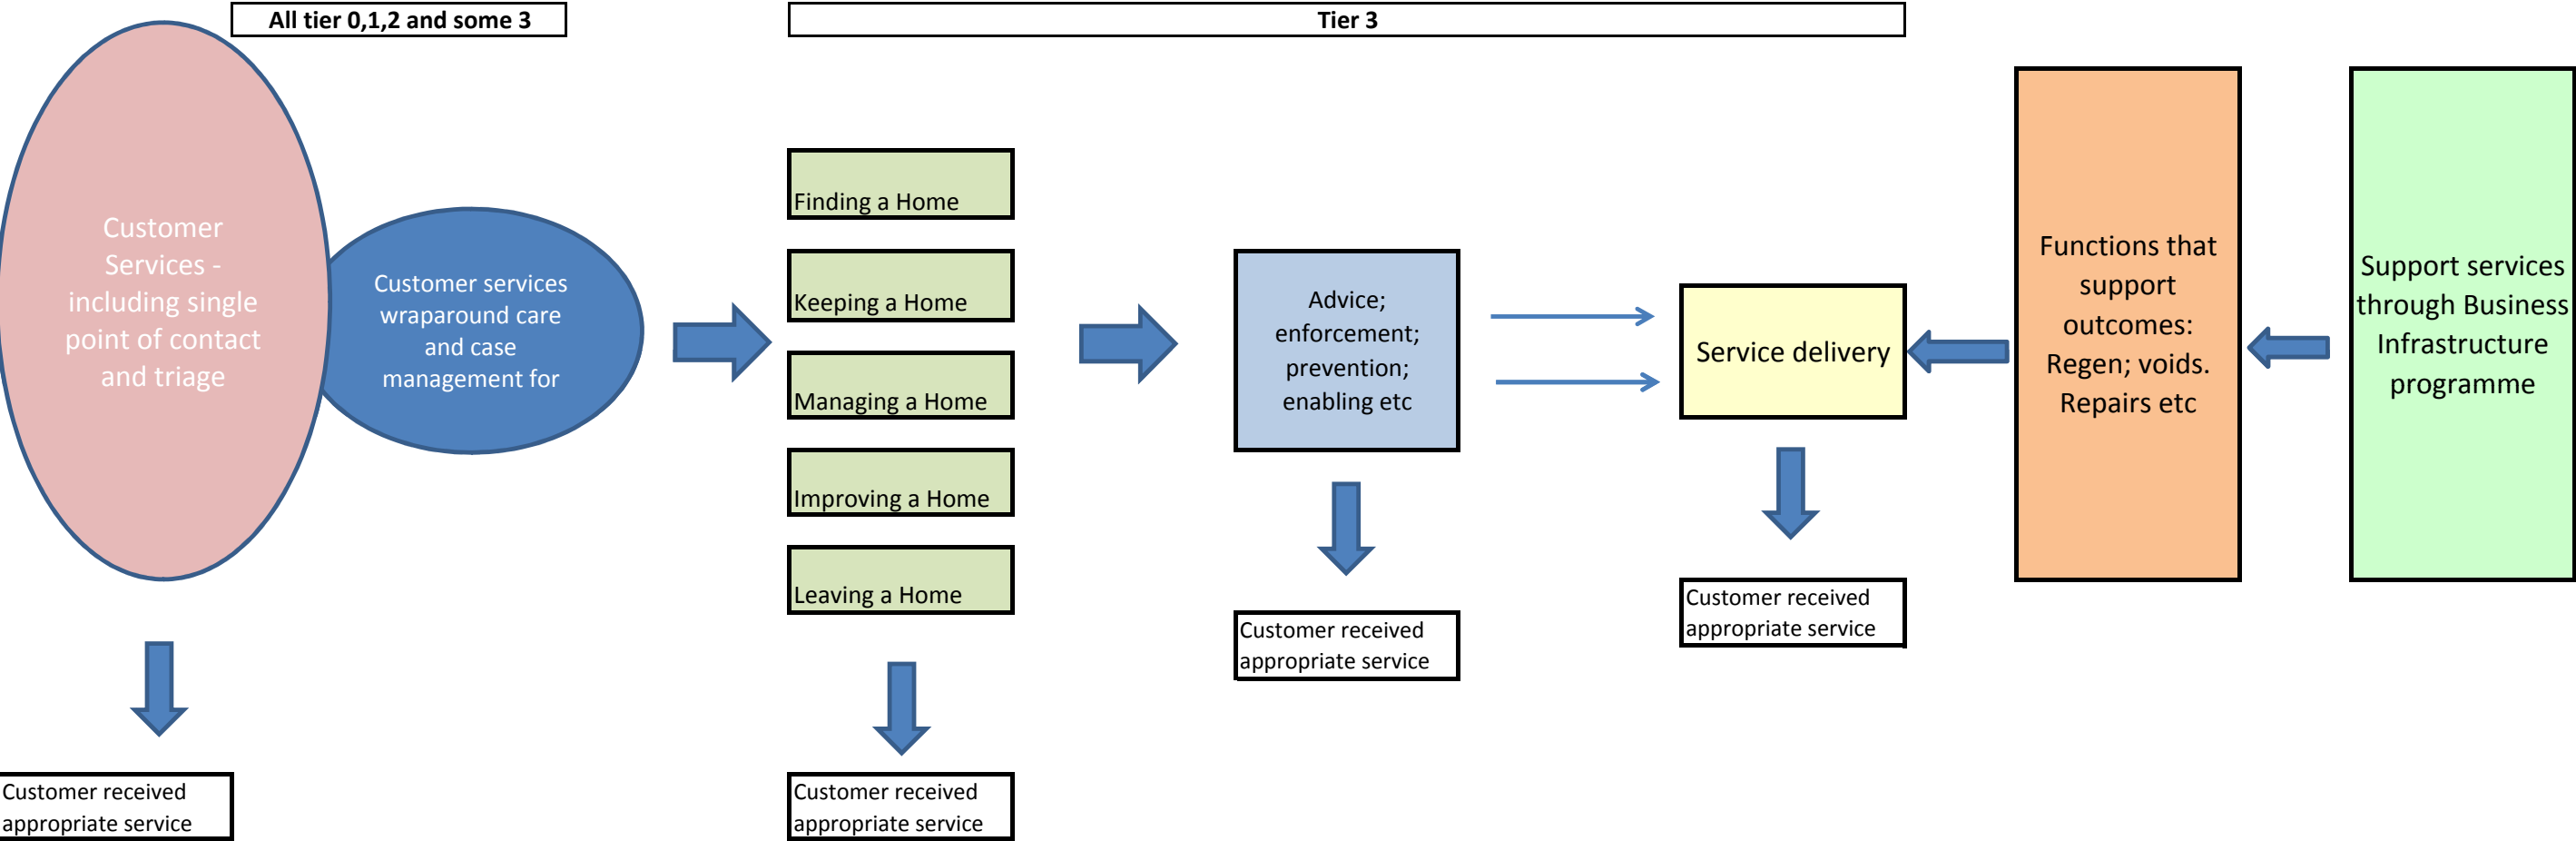 All tier 0,1,2 and some 3
Tier 3
Customer
Services -
including single
point of contact
and triage
Customer services
wraparound care
and case
management for
Finding a Home
Keeping a Home
Managing a Home
Improving a Home
Leaving a Home
Advice;
enforcement;
prevention;
enabling etc
Service delivery
Functions that
support
outcomes:
Regen; voids.
Repairs etc
Support services
through Business
Infrastructure
programme
Customer received
appropriate service
Customer received
appropriate service
Customer received
appropriate service
Customer received
appropriate service